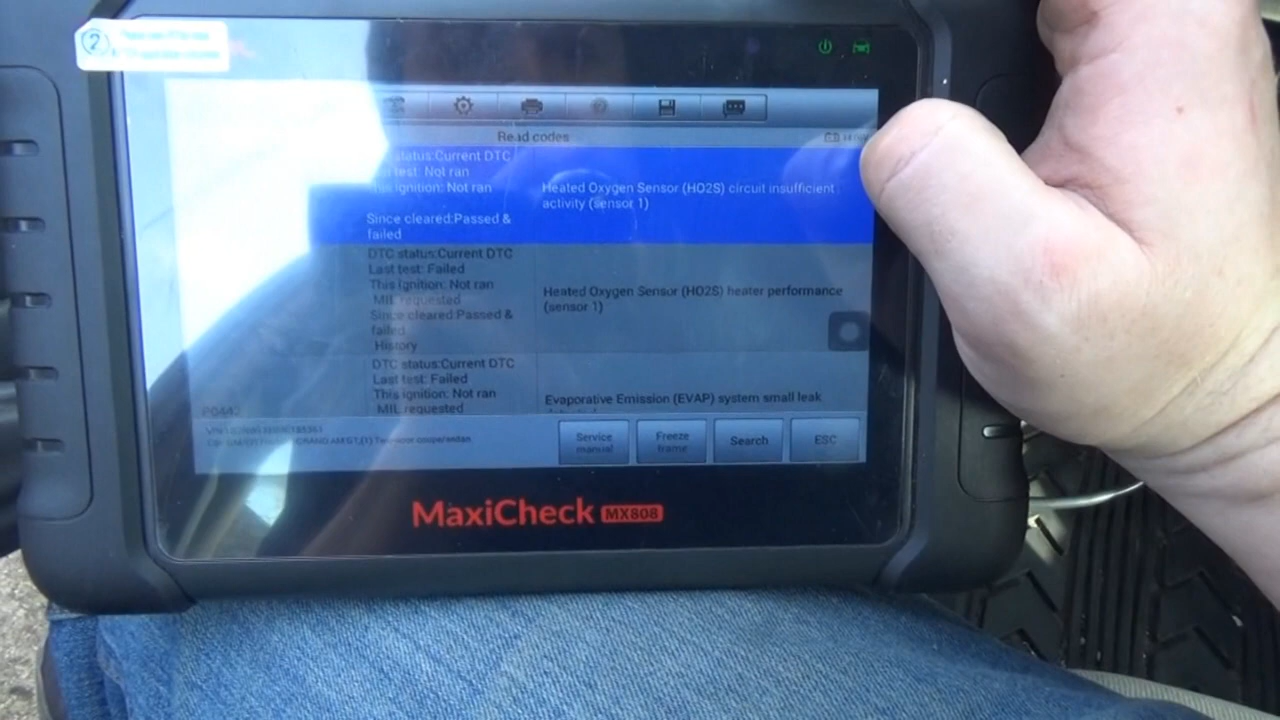 2
Read codes
status:Current DTC
test: Not ran
This ignition: Not ran
Since cleared:Passed &
failed
Heated Oxygen Sensor (HO2S) circuit insufficient
activity (sensor 1)
DTC status:Current DTC
Last test: Failed
This ignition: Not ran
MIL requested
Since cleared:Passed &
failed
History
Heated Oxygen Sensor (HO2S) heater performance
(sensor 1)
DTC status:Current DTC
Last test: Failed
This ignition: Not ran
MIL requested
P0442
Evaporative Emission (EVAP) system small leak
Service
manual
Freeze
frame
Search
ESC
MaxiCheck MX808